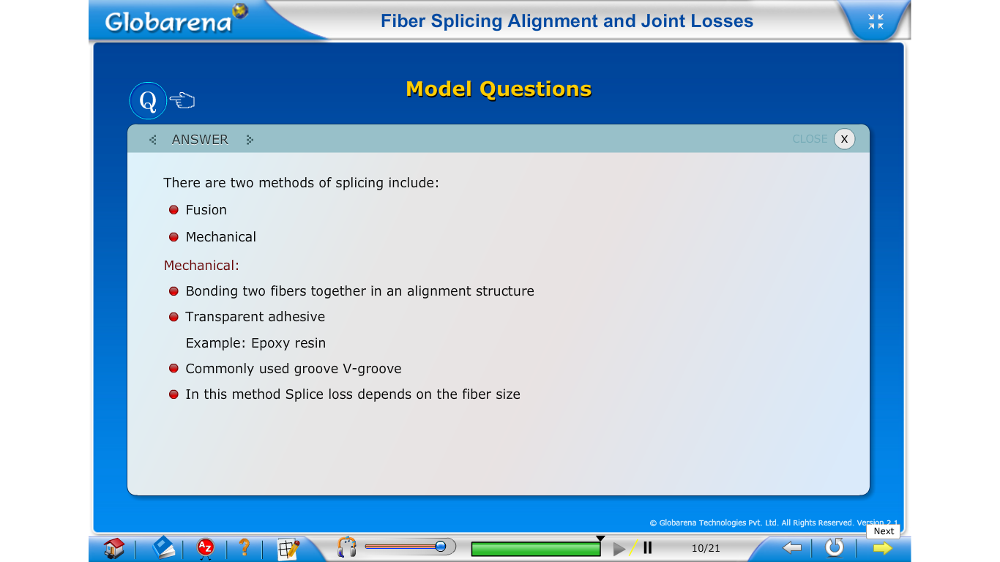 Globarena
Fiber Splicing Alignment and Joint Losses
Model Questions
Q
ANSWER
CLOSE X
There are two methods of splicing include:
Fusion
Mechanical
Mechanical:
Bonding two fibers together in an alignment structure
Transparent adhesive
Example: Epoxy resin
Commonly used groove V-groove
In this method Splice loss depends on the fiber size
© Globarena Technologies Pvt. Ltd. All Rights Reserved. Version 2.1
Next
AZ
?
10/21